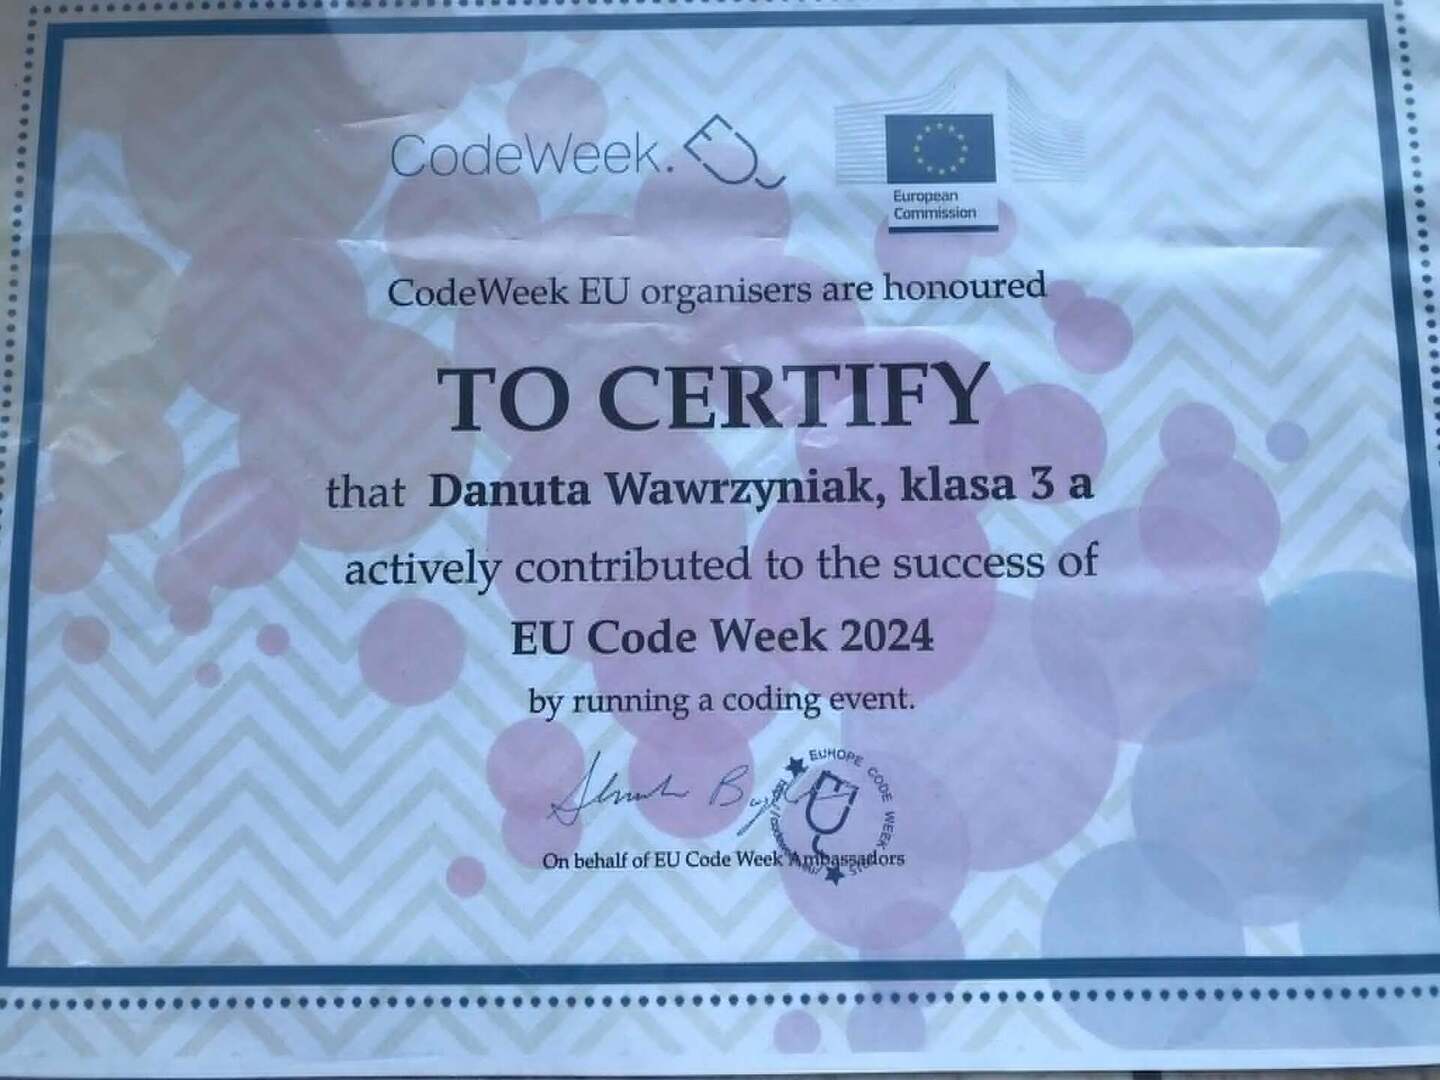 CodeWeek.
European
Commission
CodeWeek EU organisers are honoured
TO CERTIFY
that Danuta Wawrzyniak, klasa 3 a
actively contributed to the success of
EU Code Week 2024
by running a coding event.
EUROPE CODE WEEK 2015
On behalf of EU Code Week Ambassadors